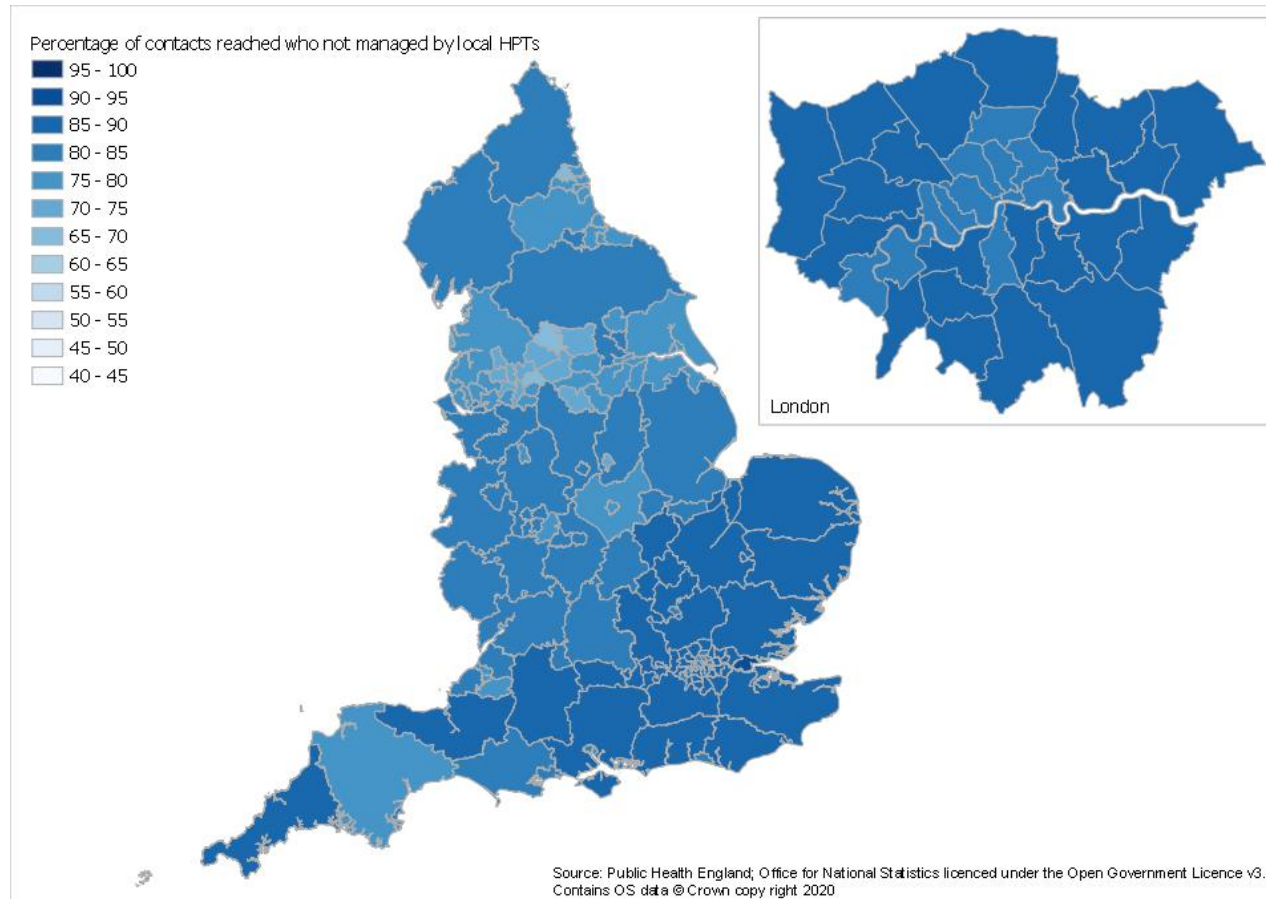 Percentage of contacts reached who not managed by local HPTs
95 - 100
90 - 95
85 - 90
80 - 85
75 - 80
70 - 75
65 - 70
60 - 65
55 - 60
50 - 55
45 - 50
40 - 45
London
Source: Public Health England; Office for National Statistics licenced under the Open Government Licence v3.
Contains OS data © Crown copy right 2020